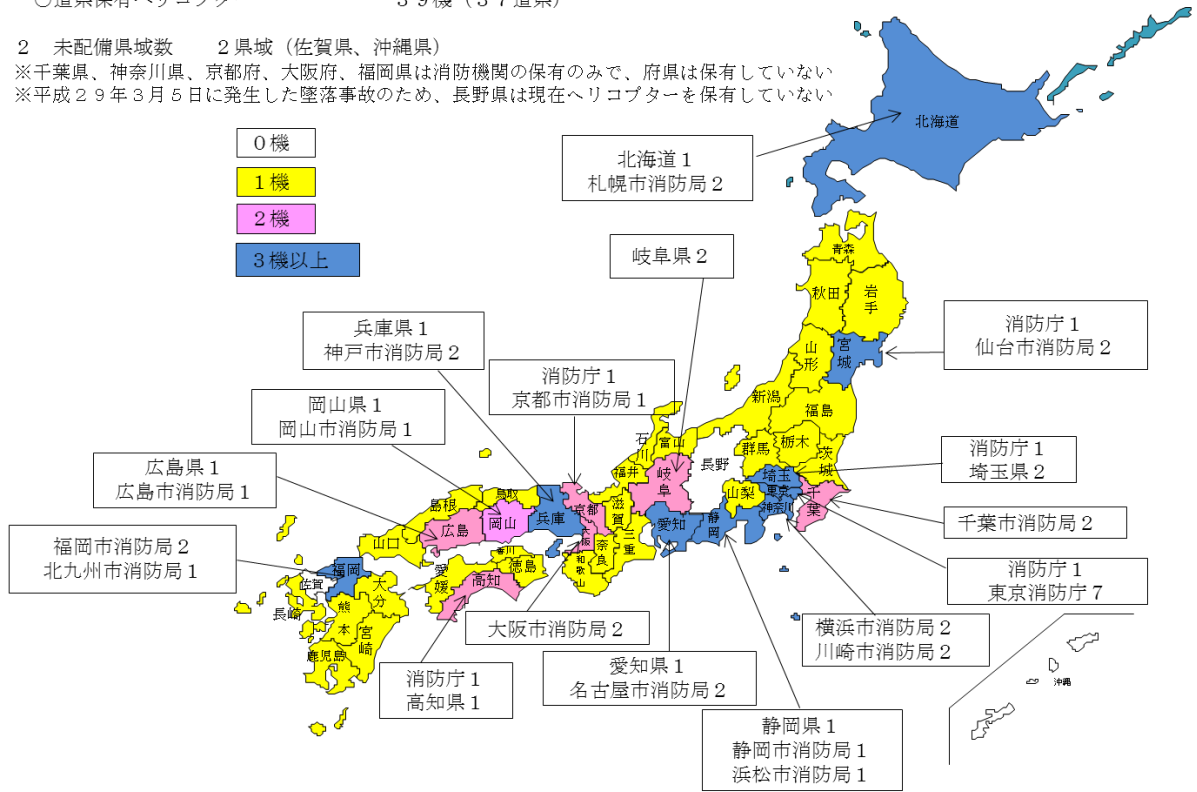 ○道県保有ヘリコプター　３９機（３７道県）
２　未配備県域数　　２県域（佐賀県、沖縄県）
※千葉県、神奈川県、京都府、大阪府、福岡県は消防機関の保有のみで、府県は保有していない
※平成２９年３月５日に発生した墜落事故のため、長野県は現在ヘリコプターを保有していない
０機
１機
２機
３機以上
北海道
北海道１
札幌市消防局２
岐阜県２
青森
秋田
岩手
兵庫県１
神戸市消防局２
消防庁１
仙台市消防局２
宮城
山形
消防庁１
京都市消防局１
新潟
福島
岡山県１
岡山市消防局１
石川
富山
長野
群馬
栃木
茨城
消防庁１
埼玉県２
広島県１
広島市消防局１
福井
岐阜
埼玉
東京
山梨
神奈川
千葉
千葉市消防局２
島根
鳥取
兵庫
京都
滋賀
愛知
静岡
広島
岡山
大阪
奈良
三重
福岡市消防局２
北九州市消防局１
山口
香川
徳島
和歌山
愛媛
高知
福岡
佐賀
長崎
大分
熊本
宮崎
鹿児島
消防庁１
東京消防庁７
大阪市消防局２
横浜市消防局２
川崎市消防局２
愛知県１
名古屋市消防局２
消防庁１
高知県１
沖縄
静岡県１
静岡市消防局１
浜松市消防局１